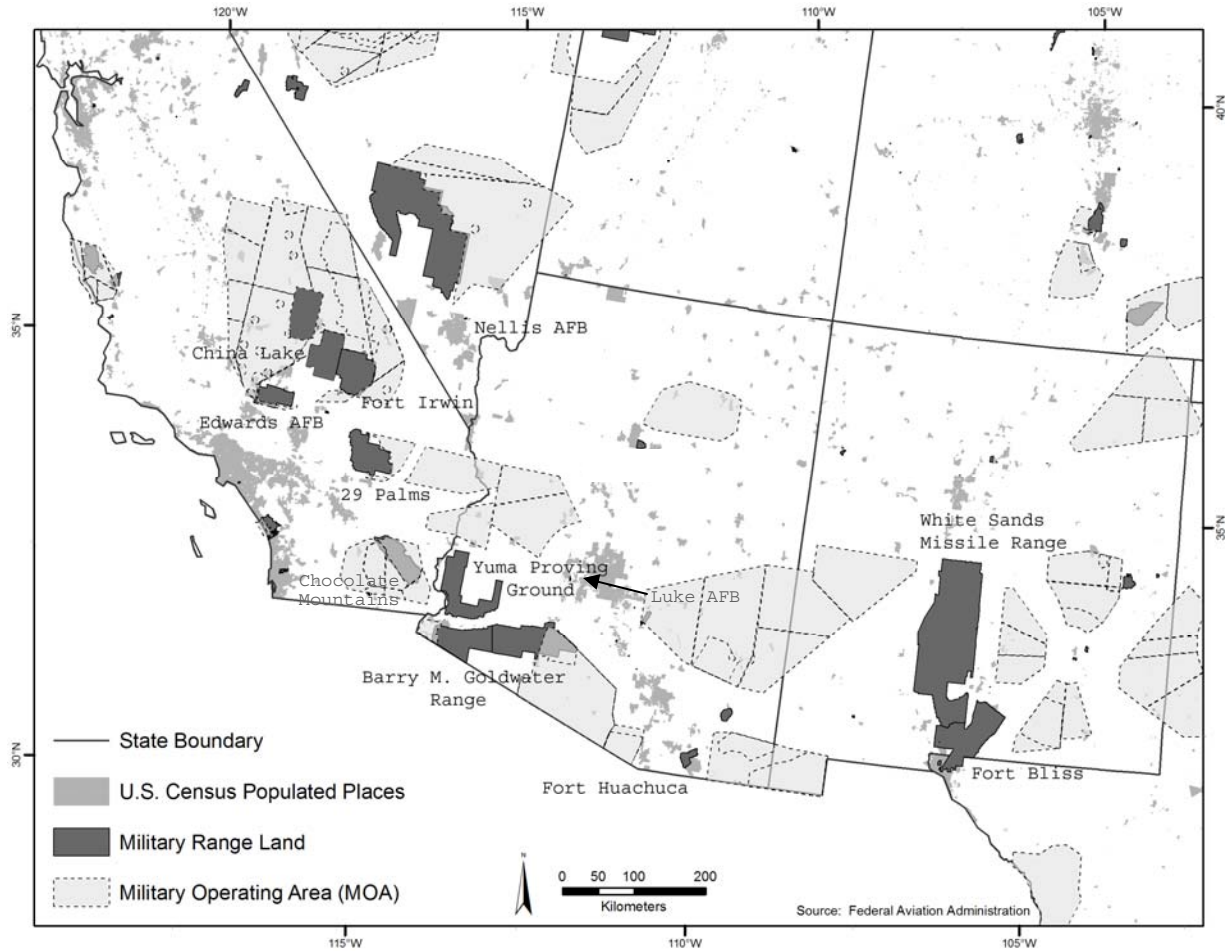 120°W
115°W
110°W
105°W
40°N
35°N
Nellis AFB
China Lake
Fort Irwin
Edwards AFB
29 Palms
White Sands
Missile Range
35°N
Chocolate
Mountains
Yuma Proving
Ground
Luke AFB
Barry M. Goldwater
Range
30°N
30°N
Fort Huachuca
Fort Bliss
State Boundary
U.S. Census Populated Places
Military Range Land
Military Operating Area (MOA)
N
0 50 100 200
Kilometers
Source: Federal Aviation Administration
115°W
110°W
105°W